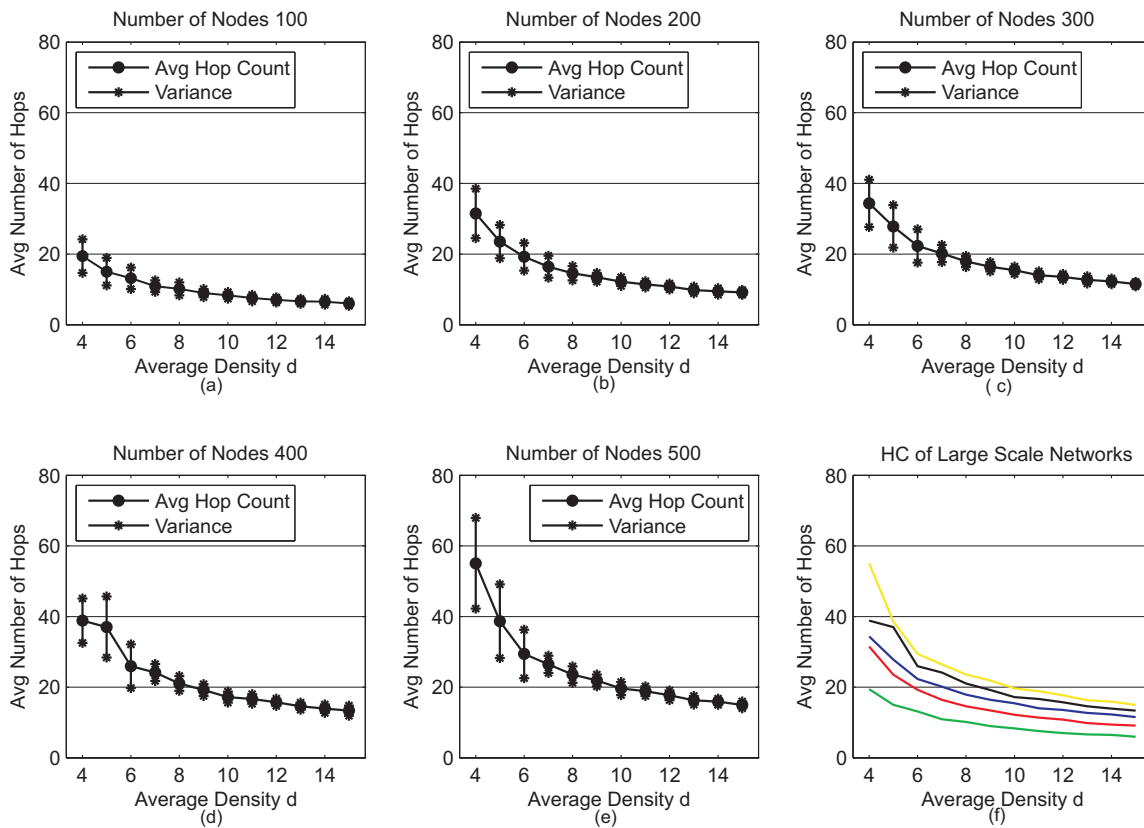 Number of Nodes 100
80
60
40
20
0
Avg Number of Hops
Avg Hop Count
Variance
4 6 8 10 12 14
Average Density d
(a)
Number of Nodes 200
80
60
40
20
0
Avg Number of Hops
Avg Hop Count
Variance
4 6 8 10 12 14
Average Density d
(b)
Number of Nodes 300
80
60
40
20
0
Avg Number of Hops
Avg Hop Count
Variance
4 6 8 10 12 14
Average Density d
( c)
Number of Nodes 400
80
60
40
20
0
Avg Number of Hops
Avg Hop Count
Variance
4 6 8 10 12 14
Average Density d
(d)
Number of Nodes 500
80
60
40
20
0
Avg Number of Hops
Avg Hop Count
Variance
4 6 8 10 12 14
Average Density d
(e)
HC of Large Scale Networks
80
60
40
20
0
Avg Number of Hops
4 6 8 10 12 14
Average Density d
(f)